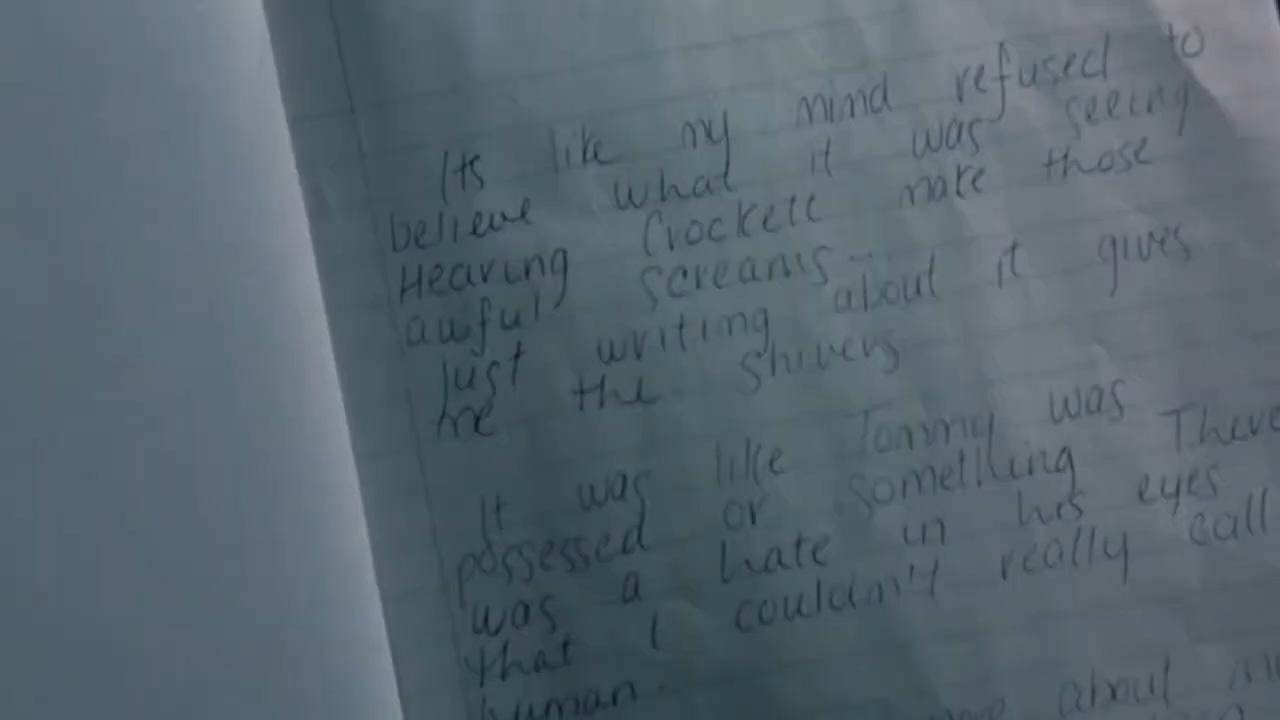 Its like my mind refused to
believe what it was seeing
Hearing Crockett make those
awful screams--
Just writing about it gives
me the shivers
It was like Tommy was
possessed or something There
was a hate in his eyes
that I couldn't really call
human.
about